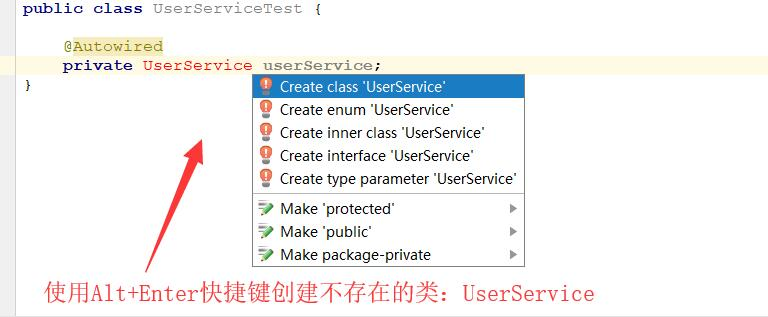 public class UserServiceTest {
@Autowired
private UserService userService;
}
Create class 'UserService'
Create enum 'UserService'
Create inner class 'UserService'
Create interface 'UserService'
Create type parameter 'UserService'
Make 'protected'
Make 'public'
Make package-private
使用Alt+Enter快捷键创建不存在的类：UserService